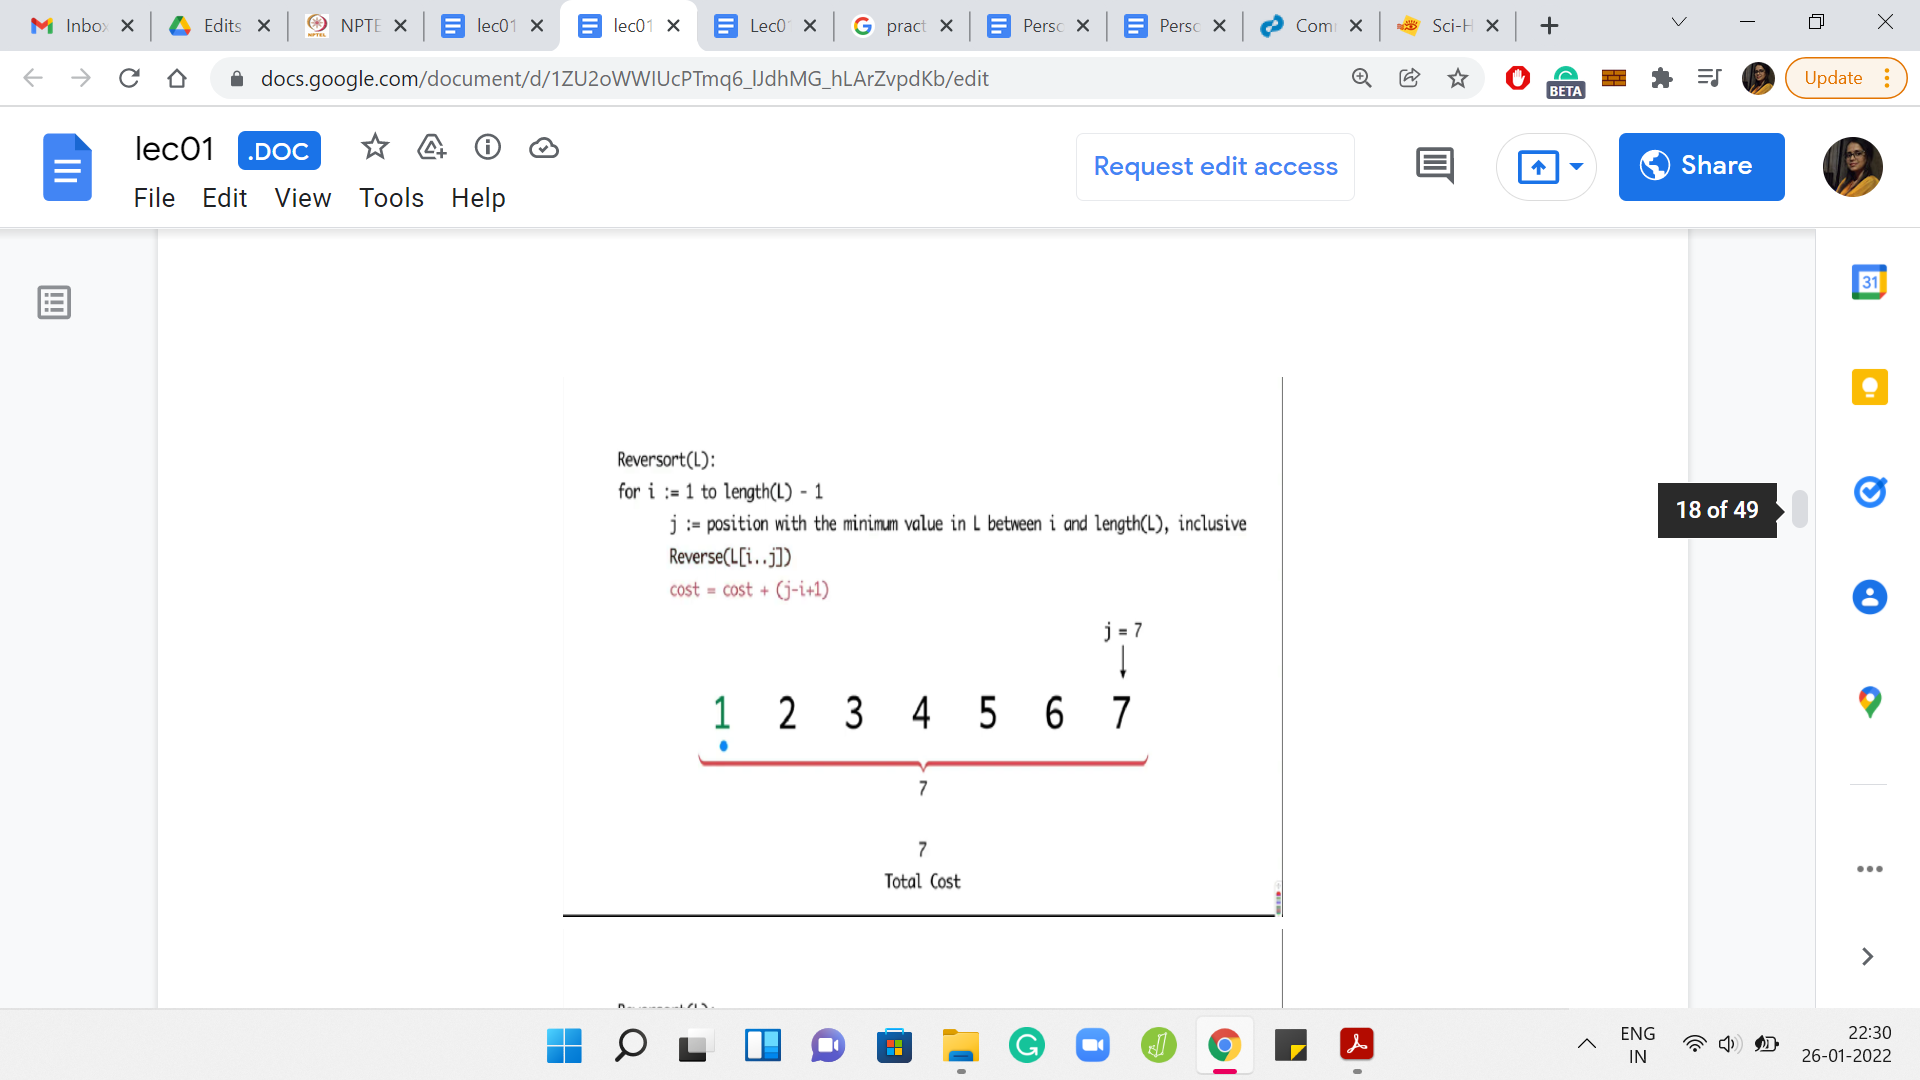 Inbo
Edits
NPTE
lec01
lec01
Lec01
pract
Perso
Perso
Com
Sci-H
docs.google.com/document/d/1ZU2oWWIUcPTmq6_lJdhMG_hLArZvpdKb/edit
BETA
Update
lec01
.DOC
Request edit access
Share
File Edit View Tools Help
31
Reversort(L):
for i := 1 to length(L) - 1
j := position with the minimum value in L between i and length(L), inclusive
Reverse(L[i..j])
cost = cost + (j-i+1)
18 of 49
j = 7
1 2 3 4 5 6 7
7
7
Total Cost
ENG
IN
22:30
26-01-2022